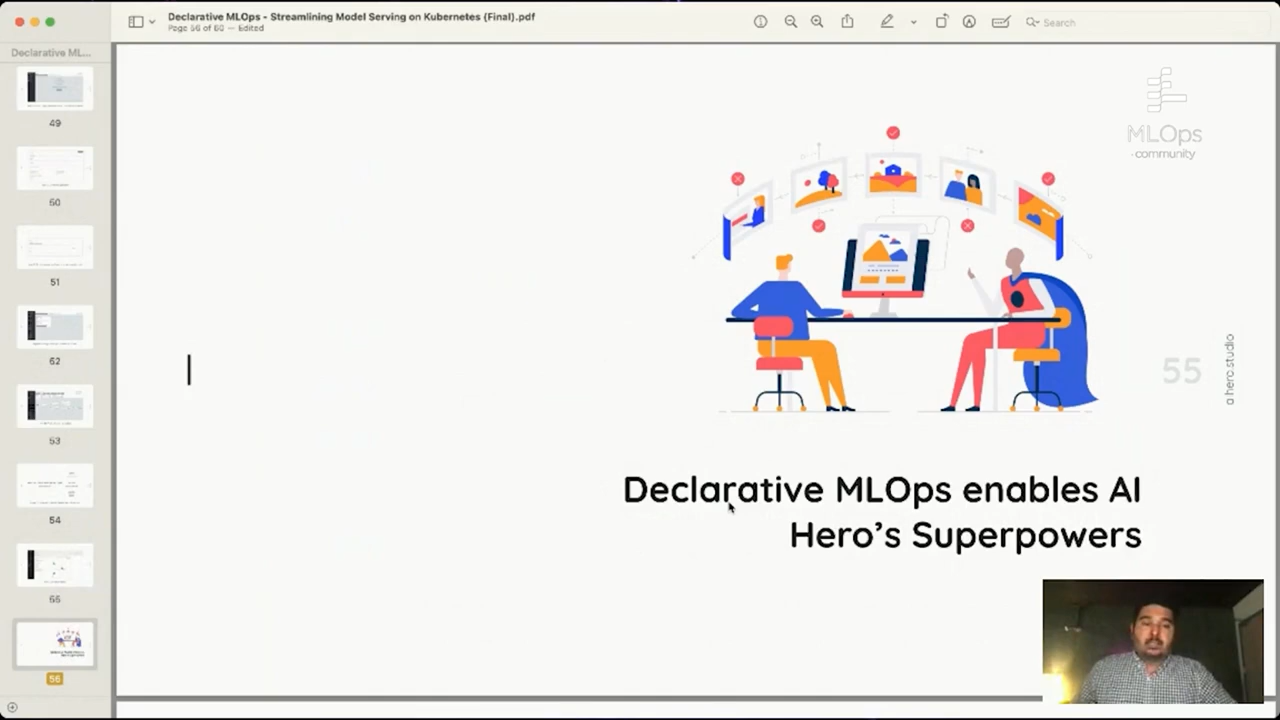 Declarative MLOps - Streamlining Model Serving on Kubernetes (Final).pdf
Page 56 of 60 — Edited
Search
Declarative ML...
49
50
51
52
53
54
55
56
MLOps
.community
55
a hero.studio
Declarative MLOps enables AI
Hero's Superpowers